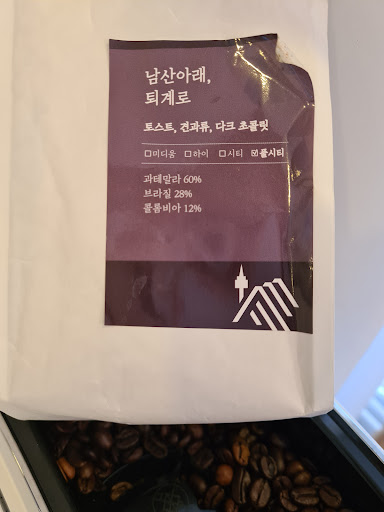 남산아래,
퇴계로
토스트, 견과류, 다크 초콜릿
☐미디움 ☐하이 ☐시티 ☑풀시티
과테말라 60%
브라질 28%
콜롬비아 12%